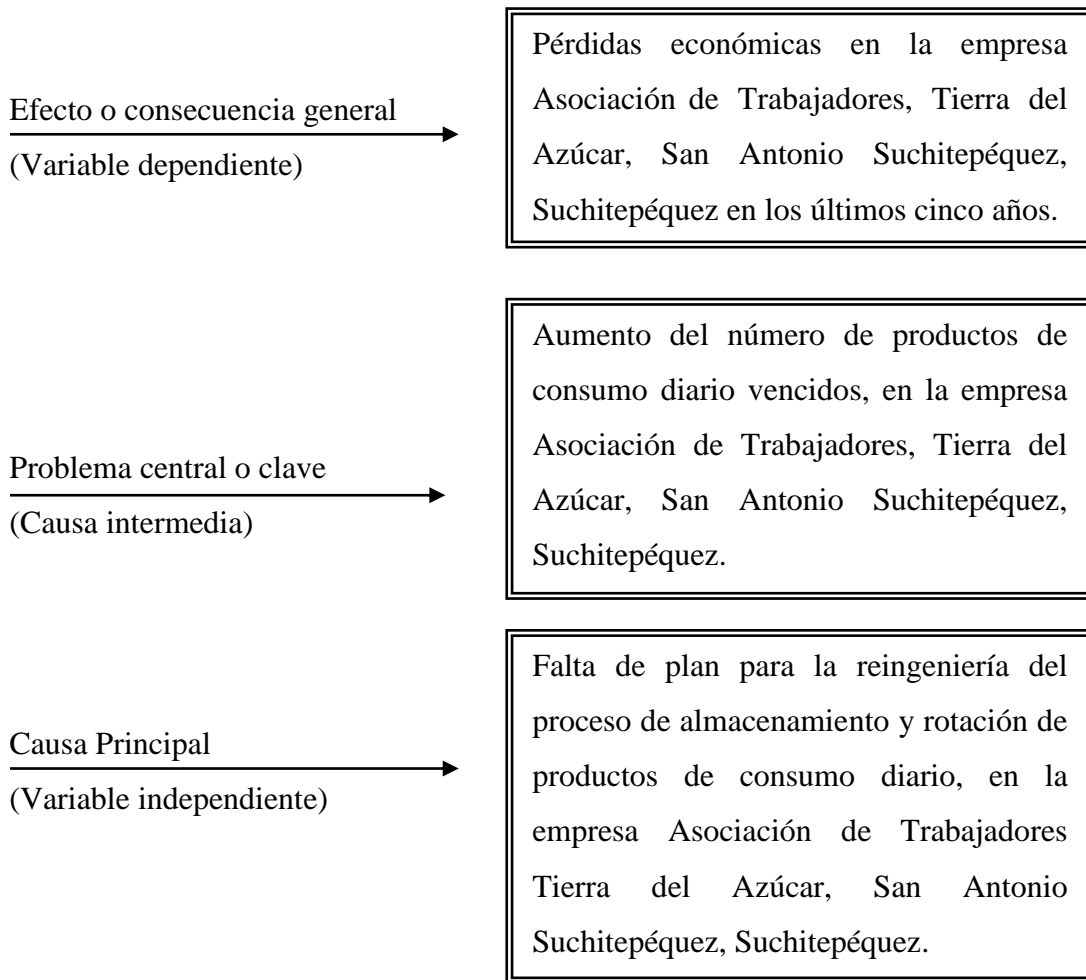 Efecto o consecuencia general
(Variable dependiente)
Pérdidas económicas en la empresa
Asociación de Trabajadores, Tierra del
Azúcar, San Antonio Suchitepéquez,
Suchitepéquez en los últimos cinco años.
Problema central o clave
(Causa intermedia)
Aumento del número de productos de
consumo diario vencidos, en la empresa
Asociación de Trabajadores, Tierra del
Azúcar, San Antonio Suchitepéquez,
Suchitepéquez.
Causa Principal
(Variable independiente)
Falta de plan para la reingeniería del
proceso de almacenamiento y rotación de
productos de consumo diario, en la
empresa Asociación de Trabajadores
Tierra del Azúcar, San Antonio
Suchitepéquez, Suchitepéquez.